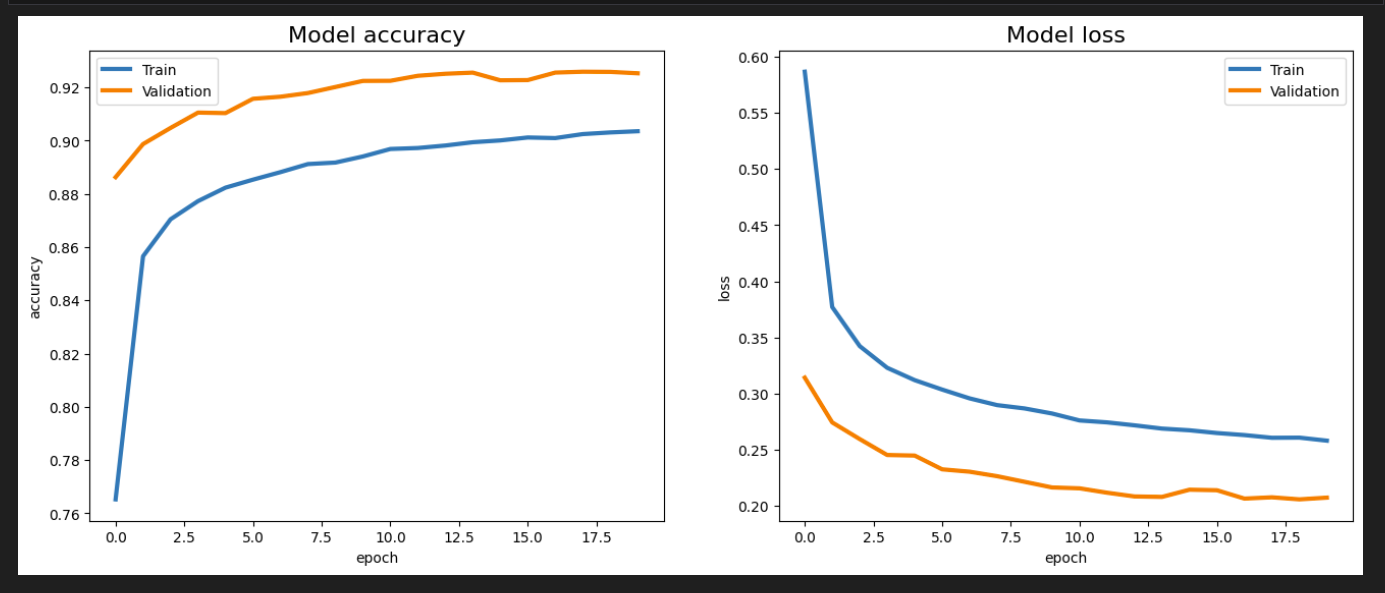 Model accuracy
Train
Validation
0.92
0.90
0.88
0.86
0.84
0.82
0.80
0.78
0.76
accuracy
0.0 2.5 5.0 7.5 10.0 12.5 15.0 17.5
epoch
Model loss
Train
Validation
0.60
0.55
0.50
0.45
0.40
0.35
0.30
0.25
0.20
loss
0.0 2.5 5.0 7.5 10.0 12.5 15.0 17.5
epoch